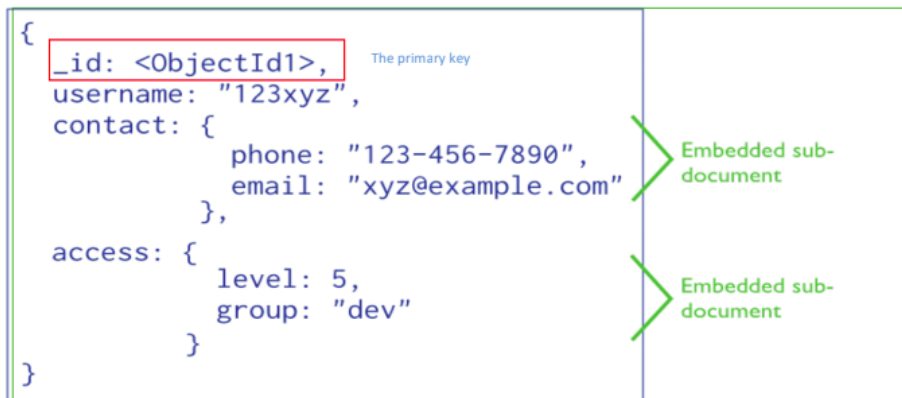 {
_id: <ObjectId1>,
The primary key
username: "123xyz",
contact: {
phone: "123-456-7890",
email: "xyz@example.com"
},
Embedded sub-
document
access: {
level: 5,
group: "dev"
}
Embedded sub-
document
}